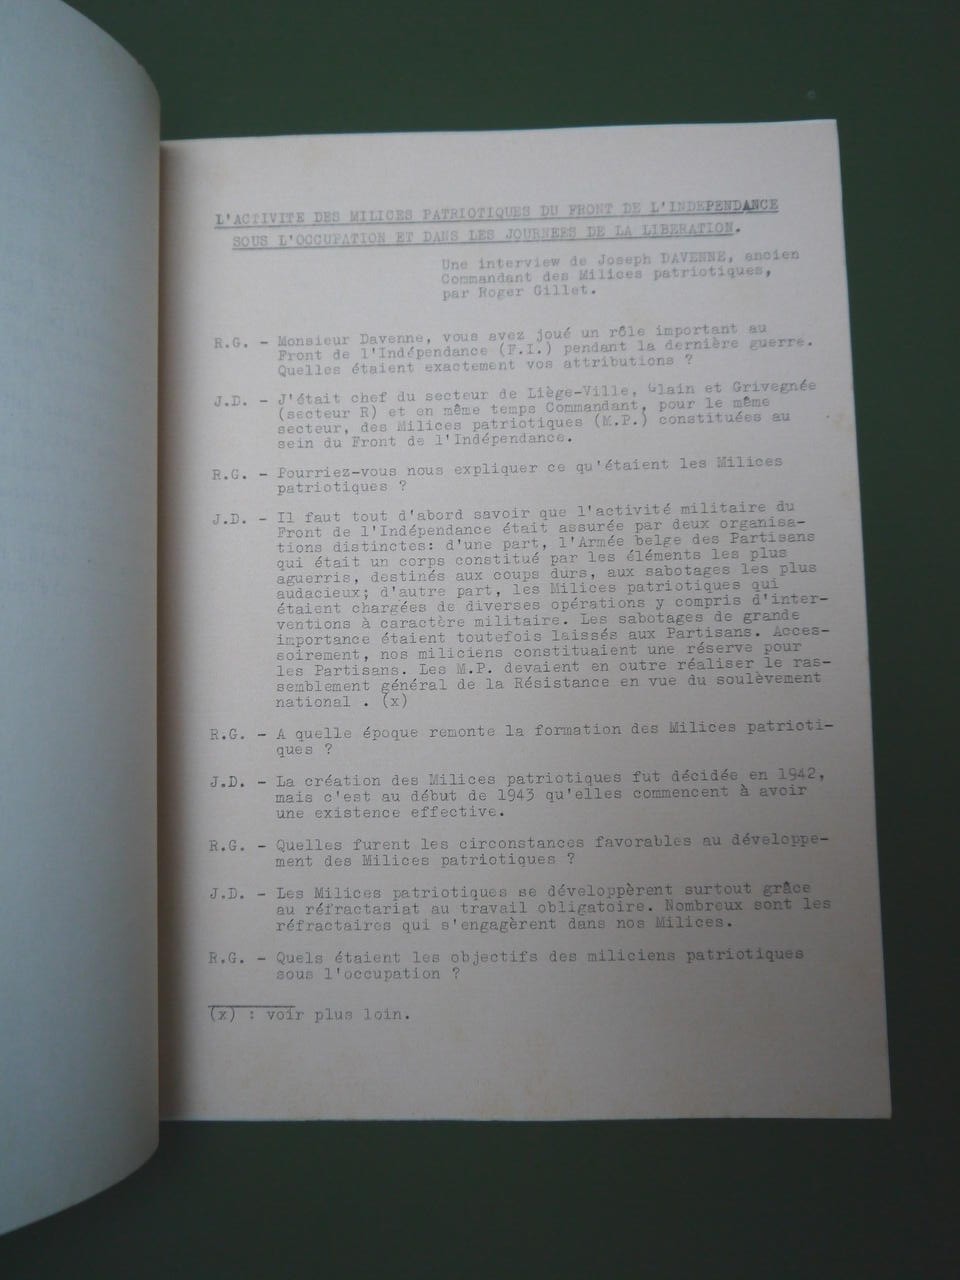 L'ACTIVITE DES MILICES PATRIOTIQUES DU FRONT DE L'INDEPENDANCE
SOUS L'OCCUPATION ET DANS LES JOURNEES DE LA LIBERATION.
Une interview de Joseph DAVENNE, ancien
Commandant des Milices patriotiques,
par Roger Gillet.
R.G. - Monsieur Davenne, vous avez joué un rôle important au
Front de l'Indépendance (F.I.) pendant la dernière guerre.
Quelles étaient exactement vos attributions ?
J.D. - J'était chef du secteur de Liège-Ville, Glain et Grivegnée
(secteur R) et en même temps Commandant, pour le même
secteur, des Milices patriotiques (M.P.) constituées au
sein du Front de l'Indépendance.
R.G. - Pourriez-vous nous expliquer ce qu'étaient les Milices
patriotiques ?
J.D. - Il faut tout d'abord savoir que l'activité militaire du
Front de l'Indépendance était assurée par deux organisa-
tions distinctes: d'une part, l'Armée belge des Partisans
qui était un corps constitué par les éléments les plus
aguerris, destinés aux coups durs, aux sabotages les plus
audacieux; d'autre part, les Milices patriotiques qui
étaient chargées de diverses opérations y compris d'inter-
ventions à caractère militaire. Les sabotages de grande
importance étaient toutefois laissés aux Partisans. Acces-
soirement, nos miliciens constituaient une réserve pour
les Partisans. Les M.P. devaient en outre réaliser le ras-
semblement général de la Résistance en vue du soulèvement
national . (x)
R.G. - A quelle époque remonte la formation des Milices patrioti-
ques ?
J.D. - La création des Milices patriotiques fut décidée en 1942,
mais c'est au début de 1943 qu'elles commencent à avoir
une existence effective.
R.G. - Quelles furent les circonstances favorables au développe-
ment des Milices patriotiques ?
J.D. - Les Milices patriotiques se développèrent surtout grâce
au réfractariat au travail obligatoire. Nombreux sont les
réfractaires qui s'engagèrent dans nos Milices.
R.G. - Quels étaient les objectifs des miliciens patriotiques
sous l'occupation ?
(x) : voir plus loin.